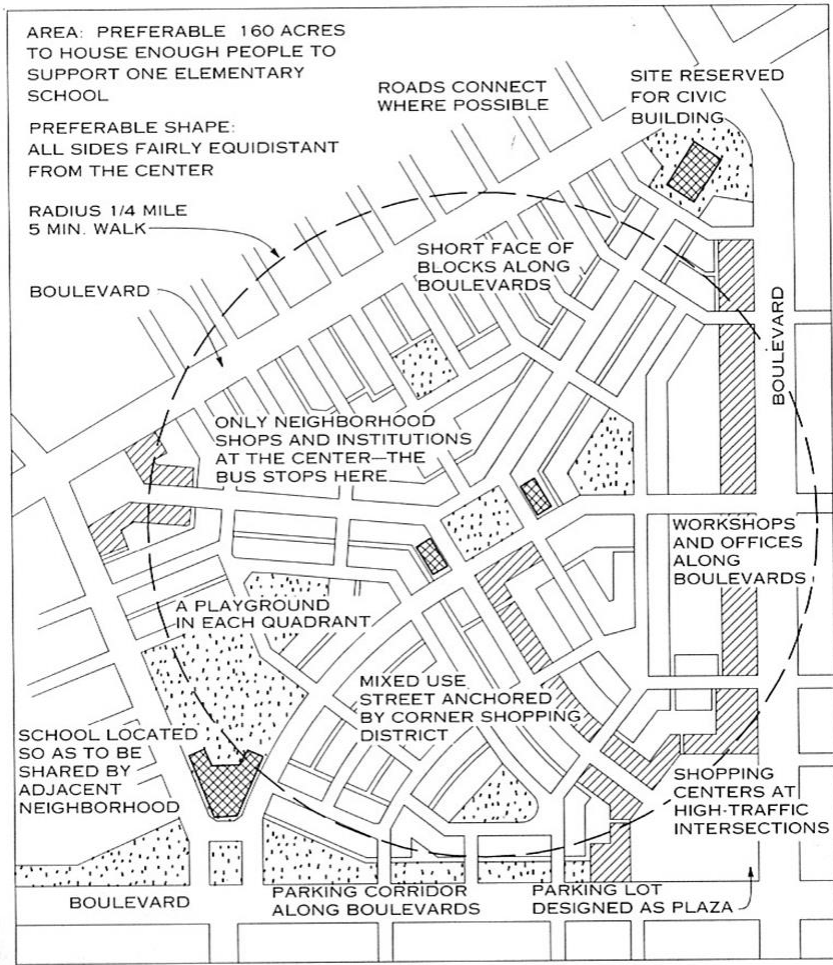 AREA: PREFERABLE 160 ACRES
TO HOUSE ENOUGH PEOPLE TO
SUPPORT ONE ELEMENTARY
SCHOOL
PREFERABLE SHAPE:
ALL SIDES FAIRLY EQUIDISTANT
FROM THE CENTER
RADIUS 1/4 MILE
5 MIN. WALK
BOULEVARD
ROADS CONNECT
WHERE POSSIBLE
SITE RESERVED
FOR CIVIC
BUILDING
SHORT FACE OF
BLOCKS ALONG
BOULEVARDS
BOULEVARD
ONLY NEIGHBORHOOD
SHOPS AND INSTITUTIONS
AT THE CENTER—THE
BUS STOPS HERE
WORKSHOPS
AND OFFICES
ALONG
BOULEVARDS
A PLAYGROUND
IN EACH QUADRANT
MIXED USE
STREET ANCHORED
BY CORNER SHOPPING
DISTRICT
SCHOOL LOCATED
SO AS TO BE
SHARED BY
ADJACENT
NEIGHBORHOOD
SHOPPING
CENTERS AT
HIGH-TRAFFIC
INTERSECTIONS
BOULEVARD
PARKING CORRIDOR
ALONG BOULEVARDS
PARKING LOT
DESIGNED AS PLAZA